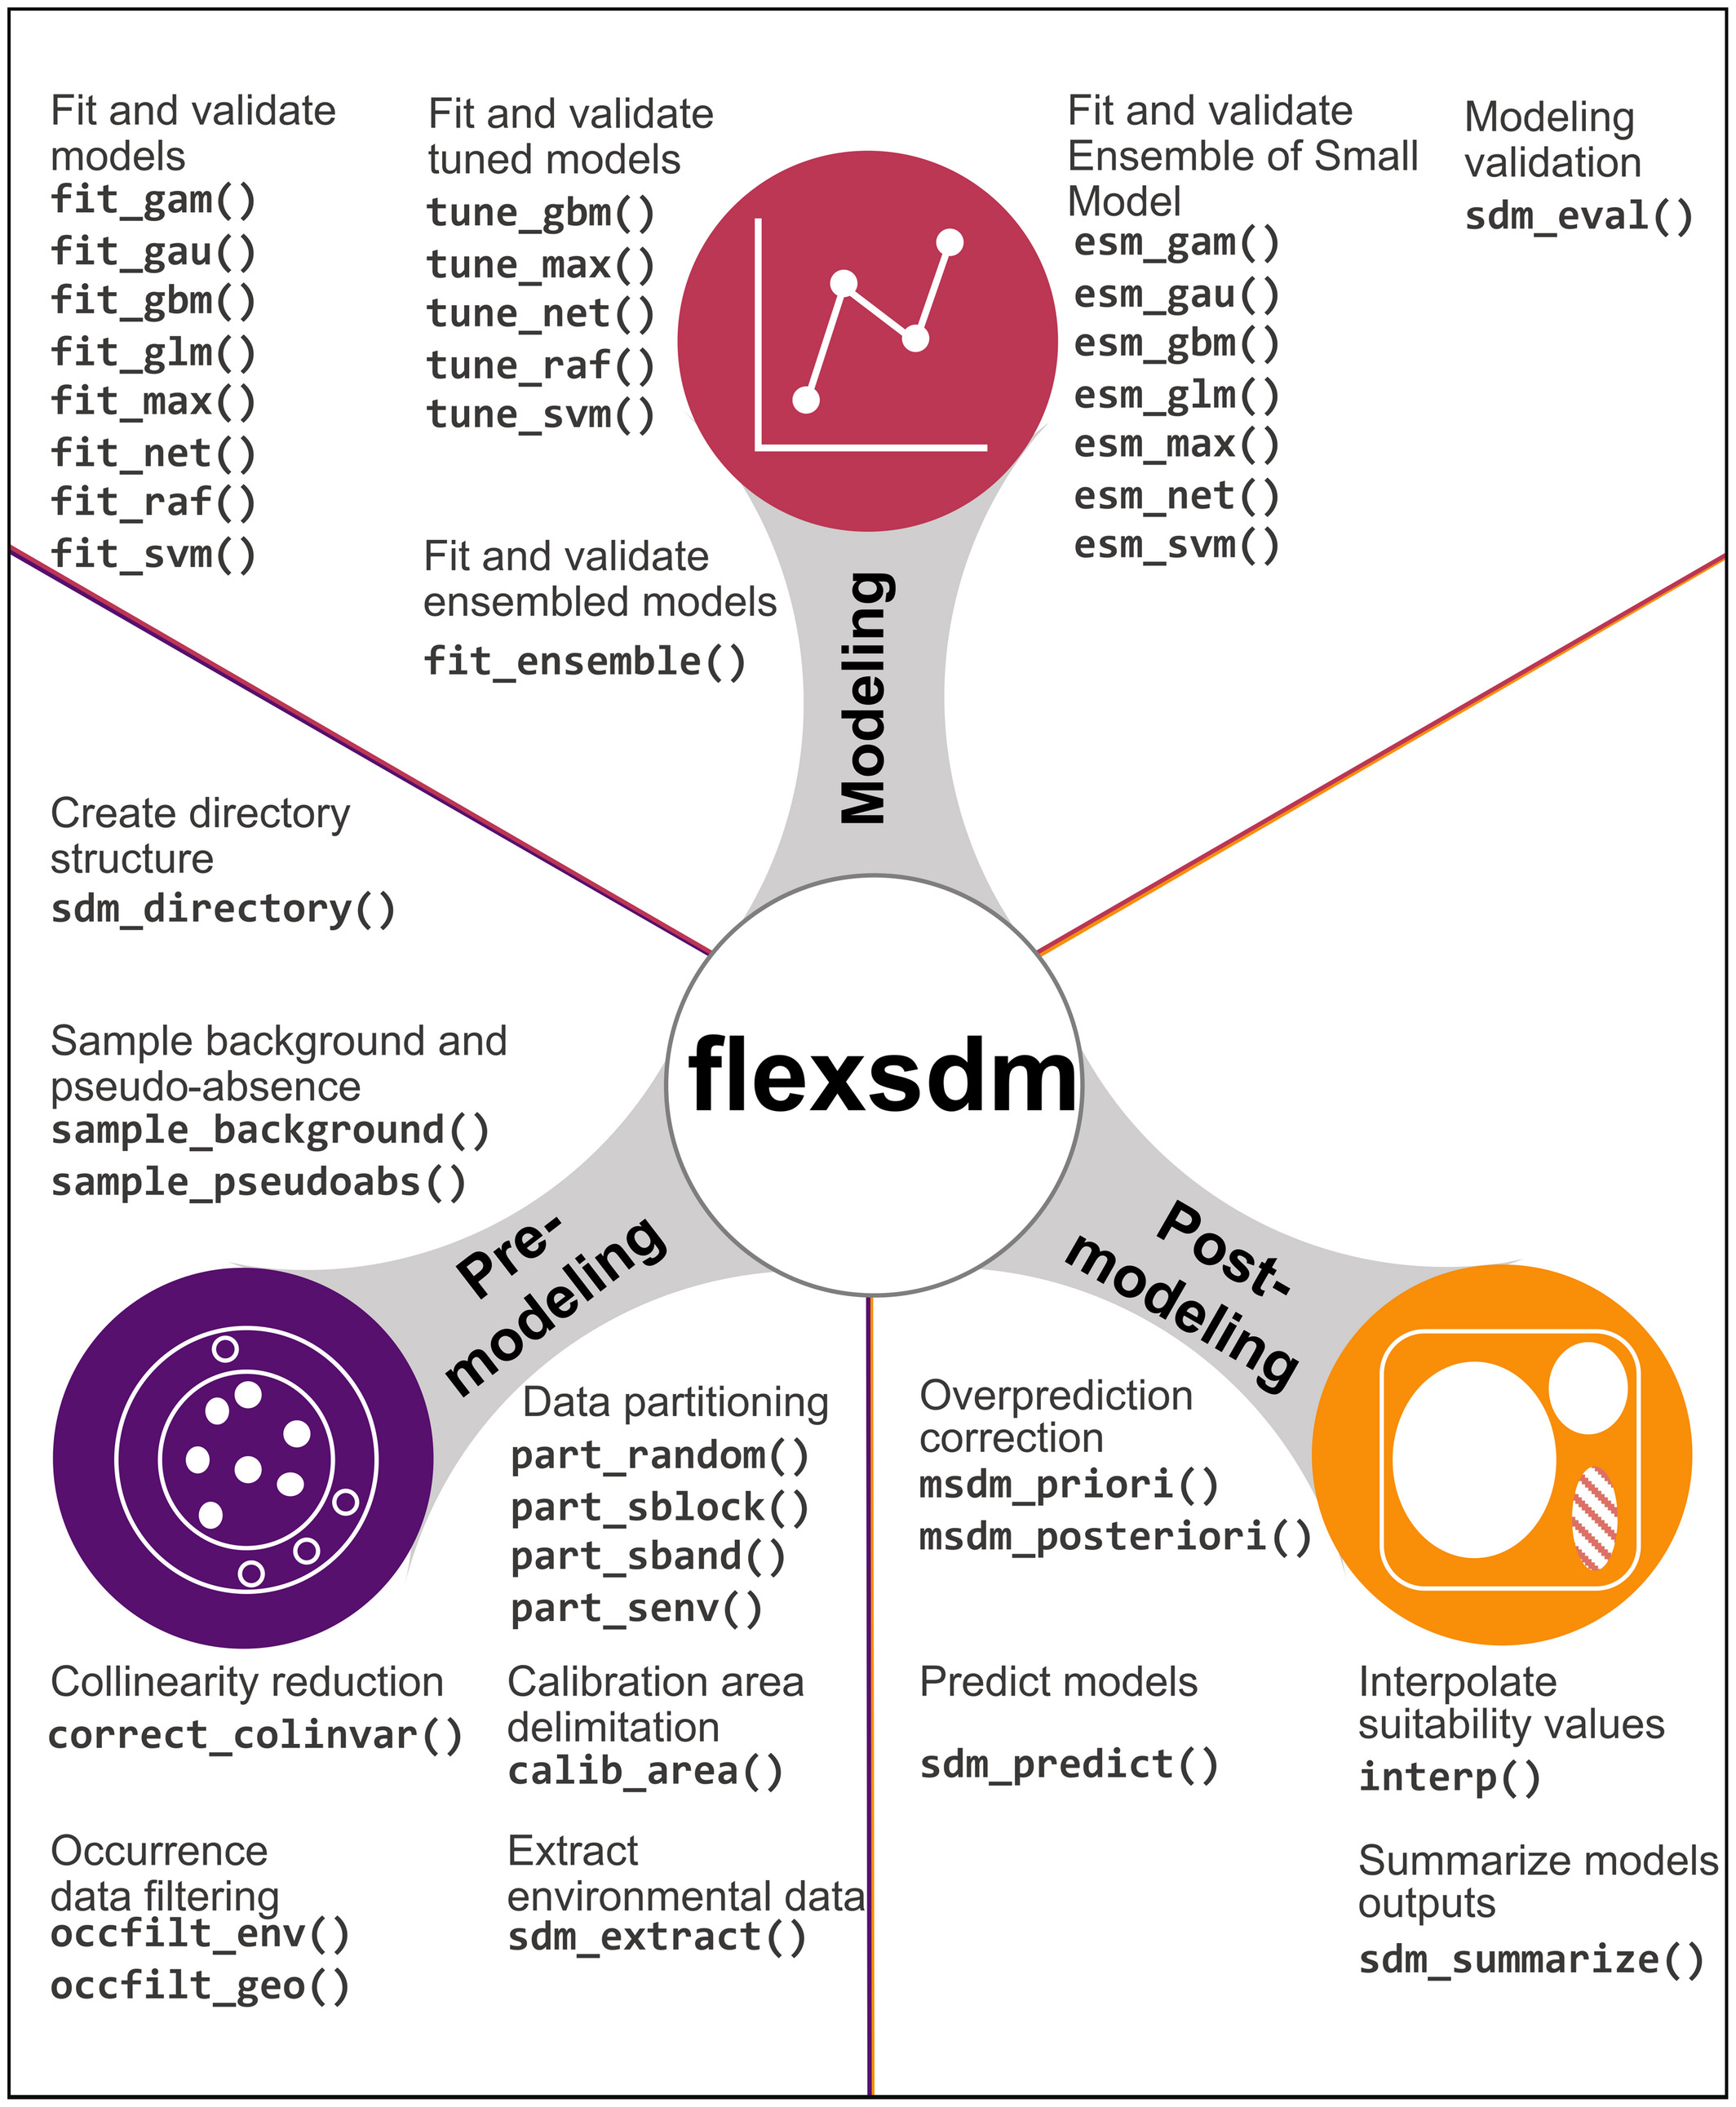 Fit and validate
models
fit_gam()
fit_gau()
fit_gbm()
fit_glm()
fit_max()
fit_net()
fit_raf()
fit_svm()
Fit and validate
tuned models
tune_gbm()
tune_max()
tune_net()
tune_raf()
tune_svm()
Fit and validate
ensembled models
fit_ensemble()
Fit and validate
Ensemble of Small
Model
esm_gam()
esm_gau()
esm_gbm()
esm_glm()
esm_max()
esm_net()
esm_svm()
Modeling
validation
sdm_eval()
Modeling
Create directory
structure
sdm_directory()
Sample background and
pseudo-absence
sample_background()
sample_pseudoabs()
flexsdm
Pre-
modeling
Post-
modeling
Data partitioning
part_random()
part_sblock()
part_sband()
part_senv()
Collinearity reduction
correct_colinvar()
Calibration area
delimitation
calib_area()
Occurrence
data filtering
occfilt_env()
occfilt_geo()
Extract
environmental data
sdm_extract()
Overprediction
correction
msdm_priori()
msdm_posteriori()
Predict models
sdm_predict()
Interpolate
suitability values
interp()
Summarize models
outputs
sdm_summarize()